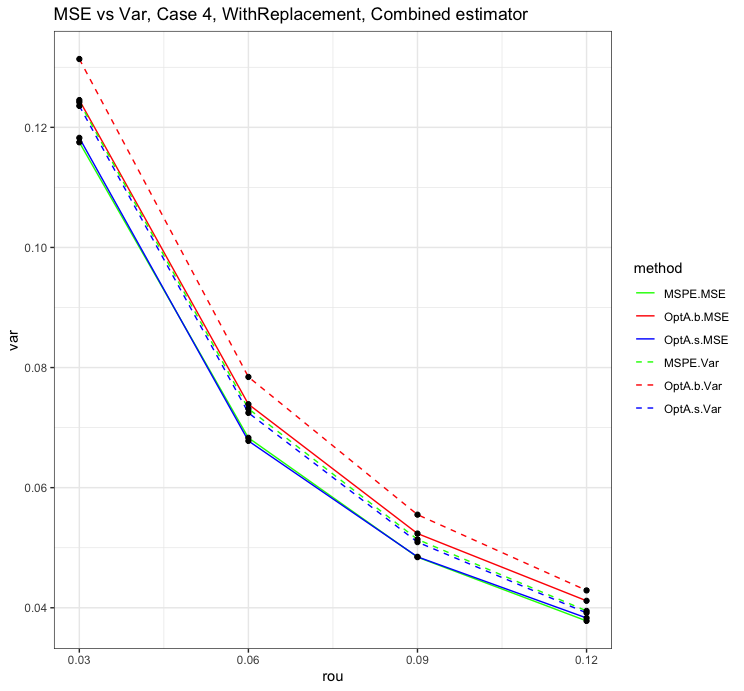 MSE vs Var, Case 4, WithReplacement, Combined estimator
0.12
0.10
0.08
0.06
0.04
var
0.03
0.06
0.09
0.12
rou
method
MSPE.MSE
OptA.b.MSE
OptA.s.MSE
MSPE.Var
OptA.b.Var
OptA.s.Var